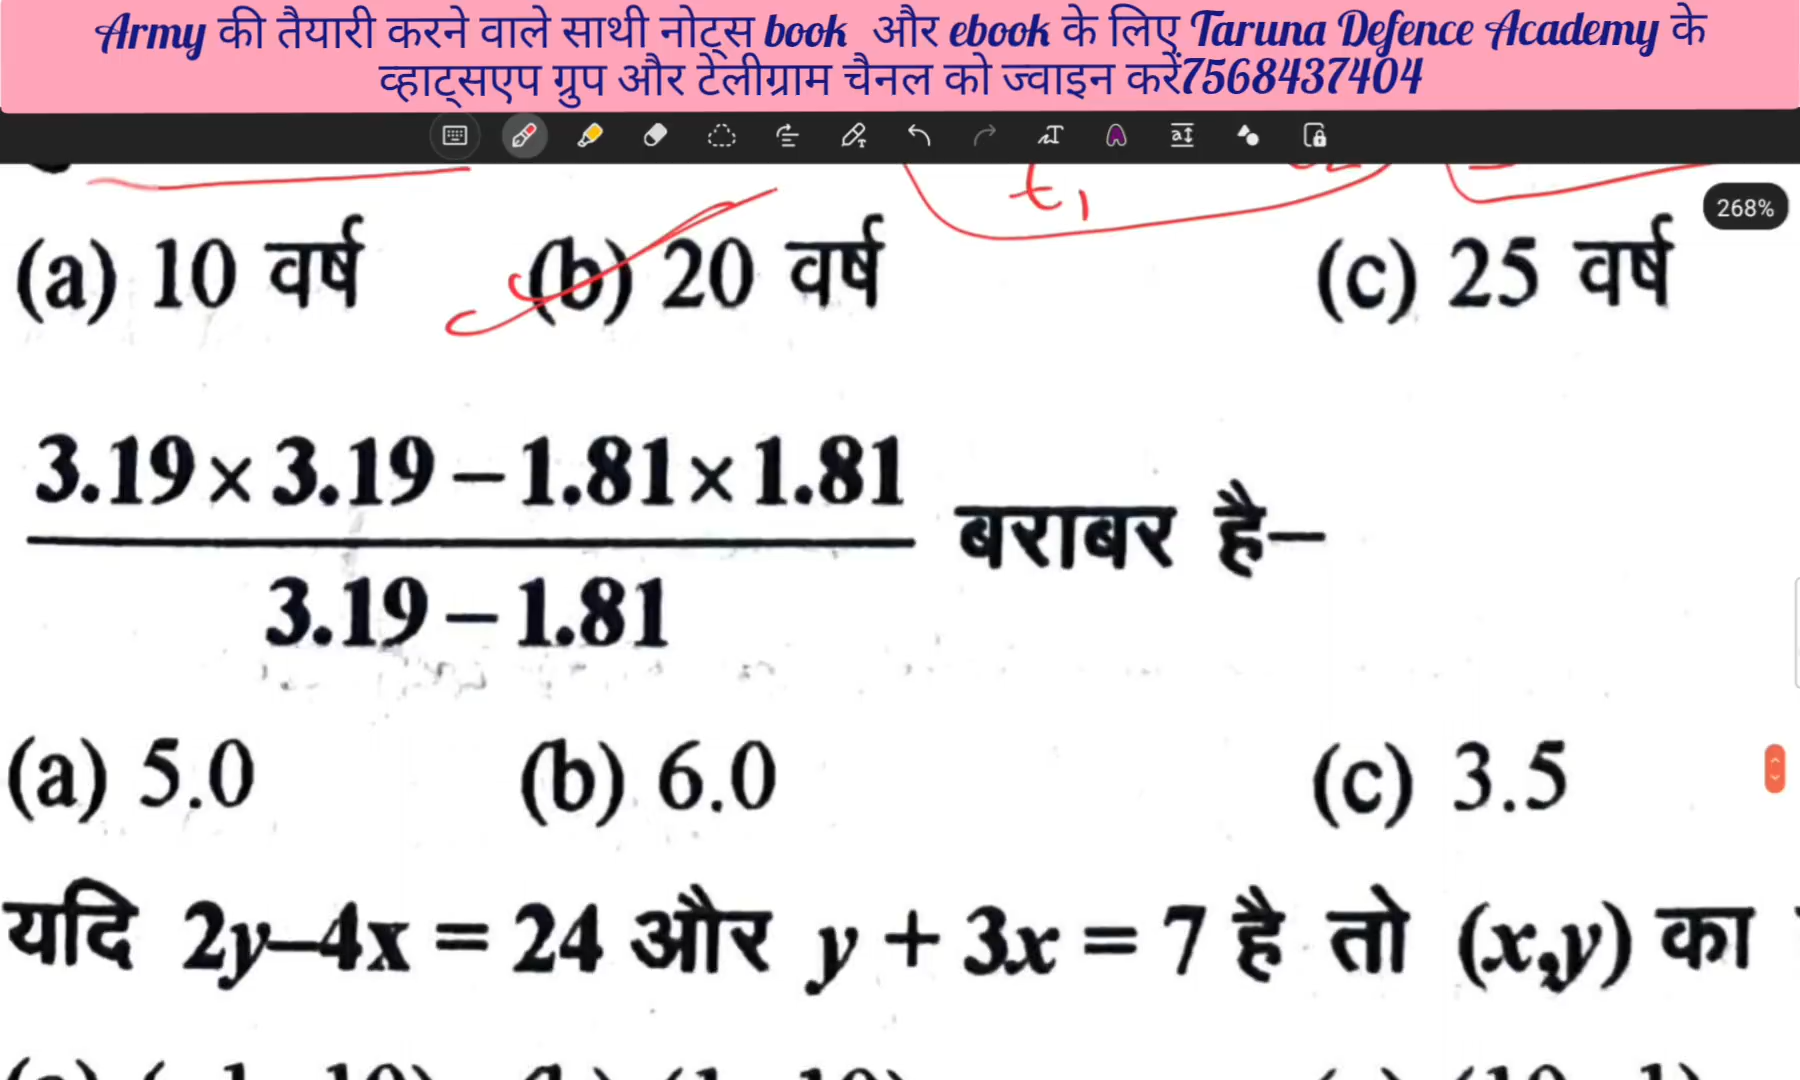 Army की तैयारी करने वाले साथी नोट्स book और ebook के लिए Taruna Defence Academy के
व्हाट्सएप ग्रुप और टेलीग्राम चैनल को ज्वाइन करें7568437404
268%
t₁
(a) 10 वर्ष (b) 20 वर्ष (c) 25 वर्ष
3.19 × 3.19 – 1.81 × 1.81
बराबर है–
3.19 – 1.81
(a) 5.0 (b) 6.0 (c) 3.5
यदि 2y–4x = 24 और y + 3x = 7 है तो (x,y) का